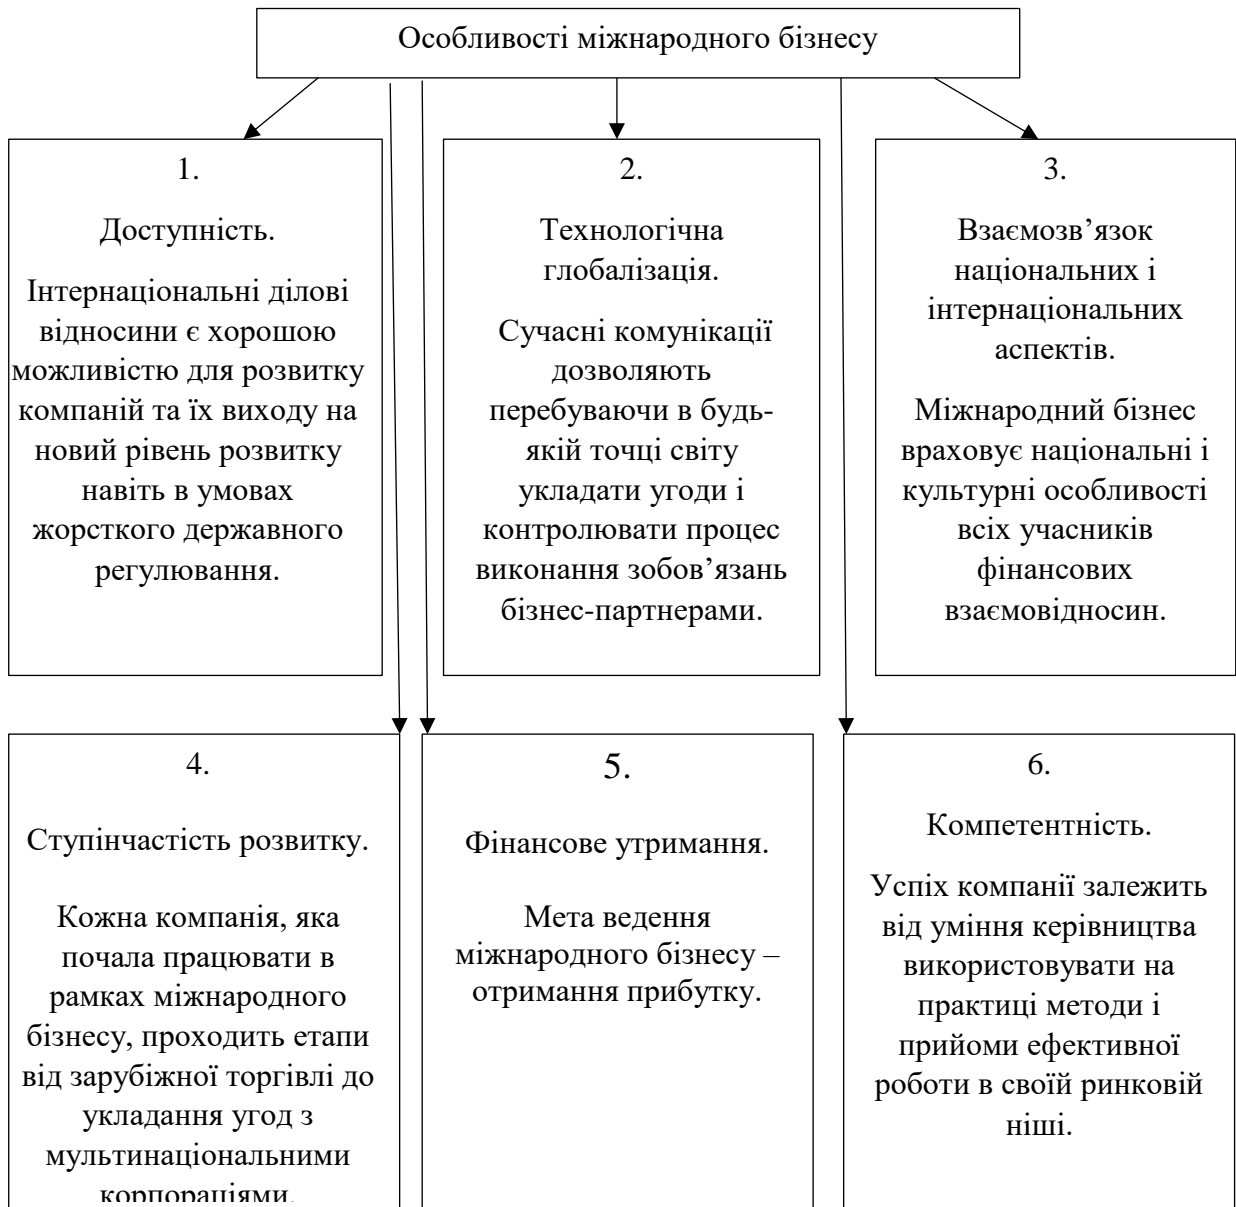 Особливості міжнародного бізнесу
1.
Доступність.
Інтернаціональні ділові
відносини є хорошою
можливістю для розвитку
компаній та їх виходу на
новий рівень розвитку
навіть в умовах
жорсткого державного
регулювання.
2.
Технологічна
глобалізація.
Сучасні комунікації
дозволяють
перебуваючи в будь-
якій точці світу
укладати угоди і
контролювати процес
виконання зобов’язань
бізнес-партнерами.
3.
Взаємозв’язок
національних і
інтернаціональних
аспектів.
Міжнародний бізнес
враховує національні і
культурні особливості
всіх учасників
фінансових
взаємовідносин.
4.
Ступінчастість розвитку.
Кожна компанія, яка
почала працювати в
рамках міжнародного
бізнесу, проходить етапи
від зарубіжної торгівлі до
укладання угод з
мультинаціональними
корпораціями.
5.
Фінансове утримання.
Мета ведення
міжнародного бізнесу –
отримання прибутку.
6.
Компетентність.
Успіх компанії залежить
від уміння керівництва
використовувати на
практиці методи і
прийоми ефективної
роботи в своїй ринковій
ніші.